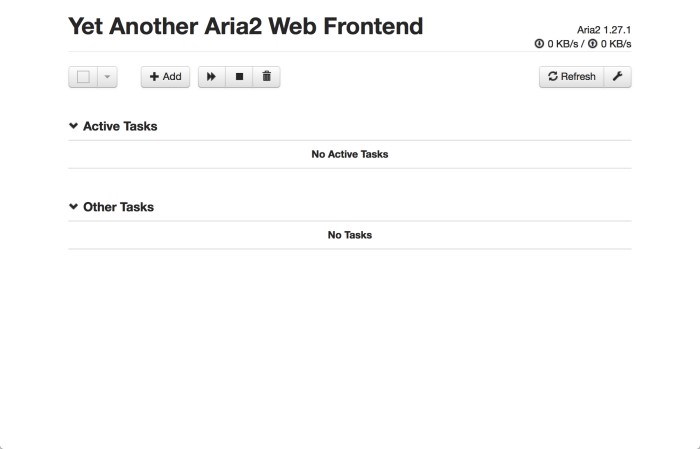 Yet Another Aria2 Web Frontend
Aria2 1.27.1
0 KB/s / 0 KB/s
Add
Refresh
Active Tasks
No Active Tasks
Other Tasks
No Tasks